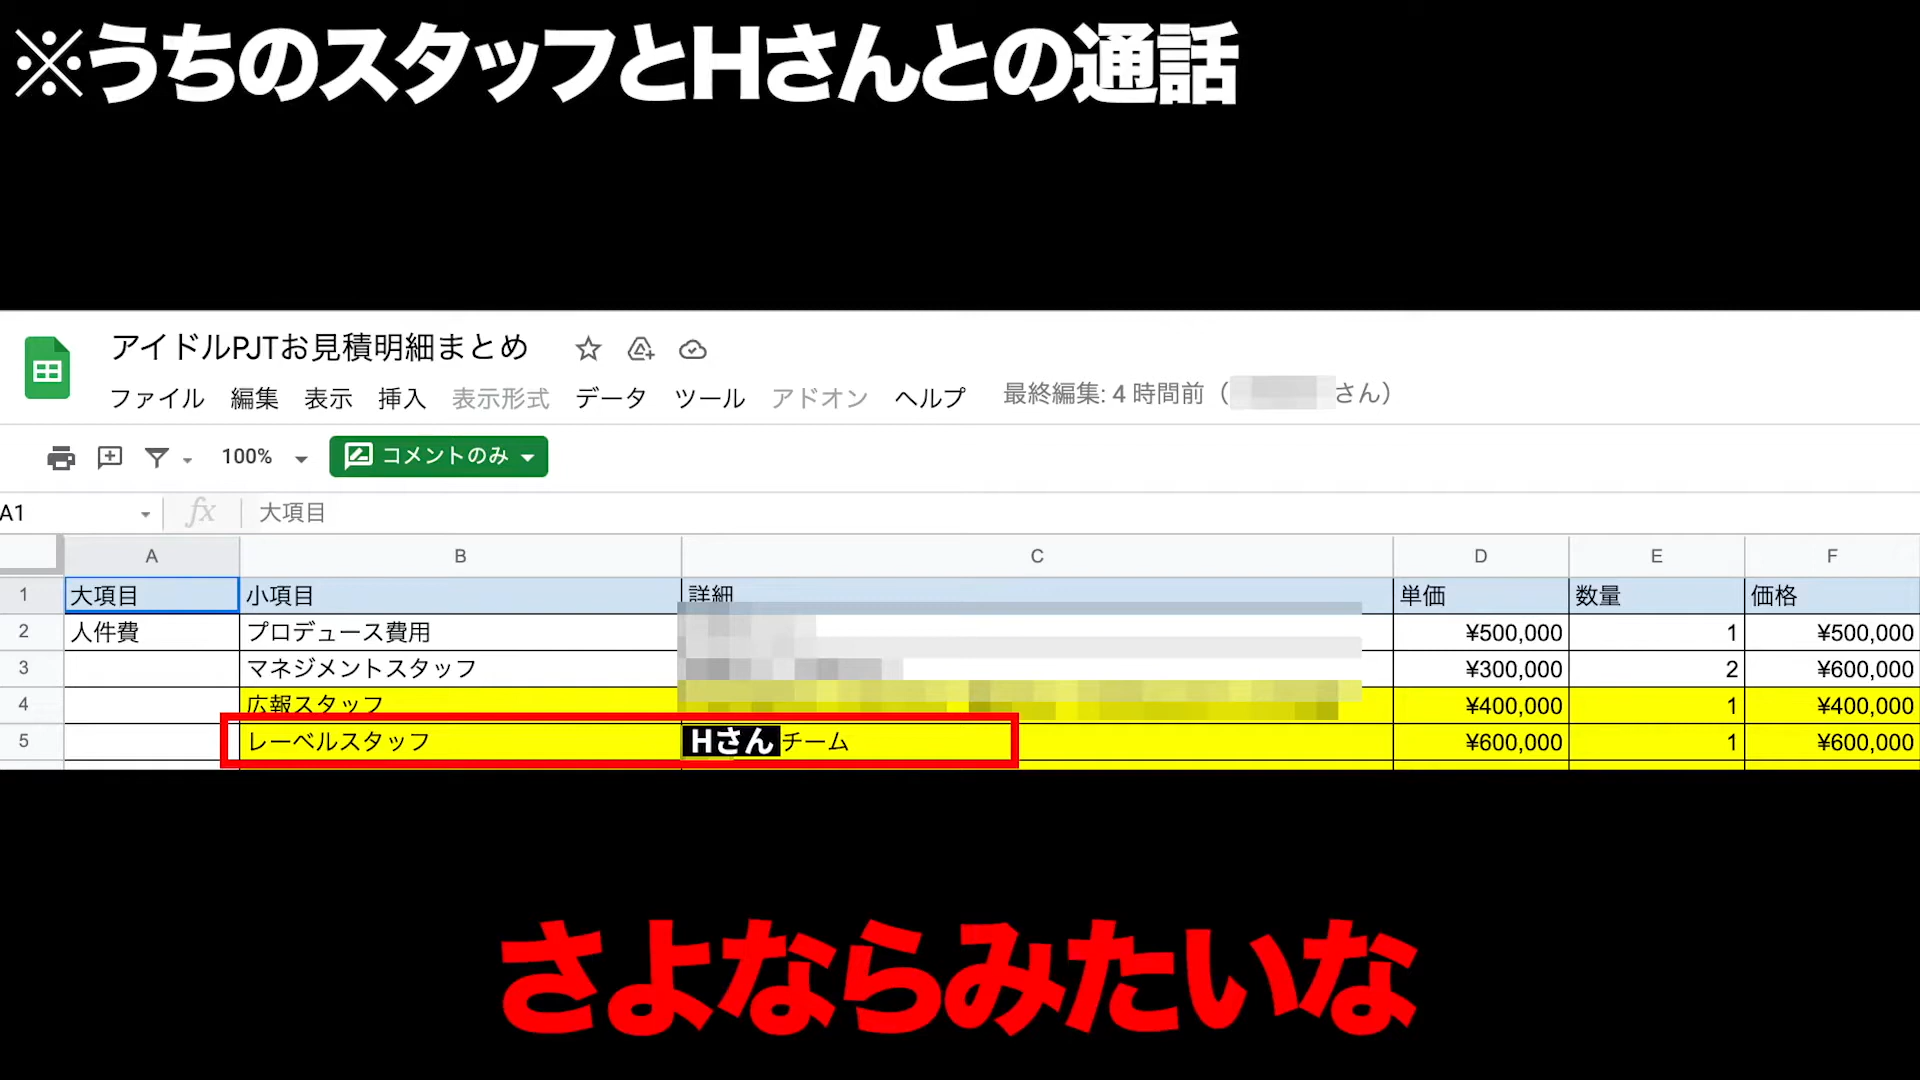 ※うちのスタッフとHさんとの通話
アイドルPJTお見積明細まとめ
ファイル 編集 表示 挿入 表示形式 データ ツール アドオン ヘルプ 最終編集: 4 時間前（ さん）
100% コメントのみ
A1 fx 大項目
A B C D E F
1 大項目 小項目 詳細 単価 数量 価格
2 人件費 プロデュース費用 ¥500,000 1 ¥500,000
3 マネジメントスタッフ ¥300,000 2 ¥600,000
4 広報スタッフ ¥400,000 1 ¥400,000
5 レーベルスタッフ Hさんチーム ¥600,000 1 ¥600,000
さよならみたいな